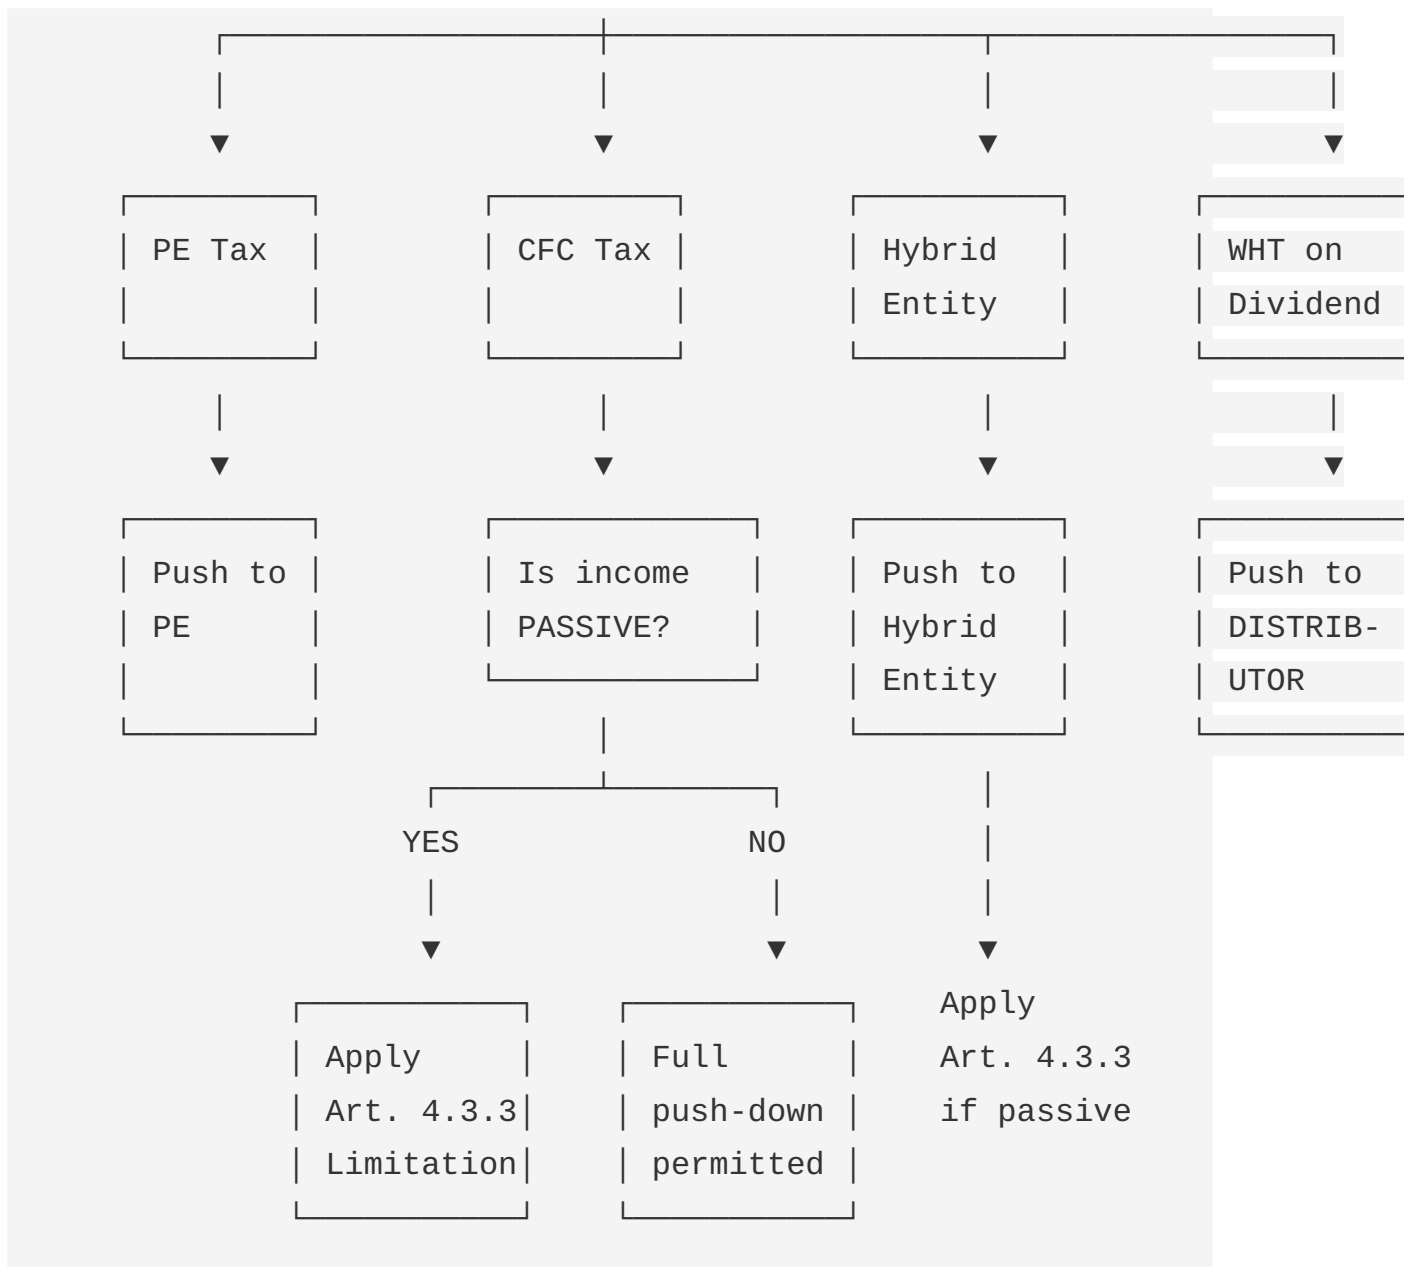 PE Tax
CFC Tax
Hybrid
Entity
WHT on
Dividend
Push to
PE
Is income
PASSIVE?
Push to
Hybrid
Entity
Push to
DISTRIB-
UTOR
YES
NO
Apply
Art. 4.3.3
Limitation
Full
push-down
permitted
Apply
Art. 4.3.3
if passive